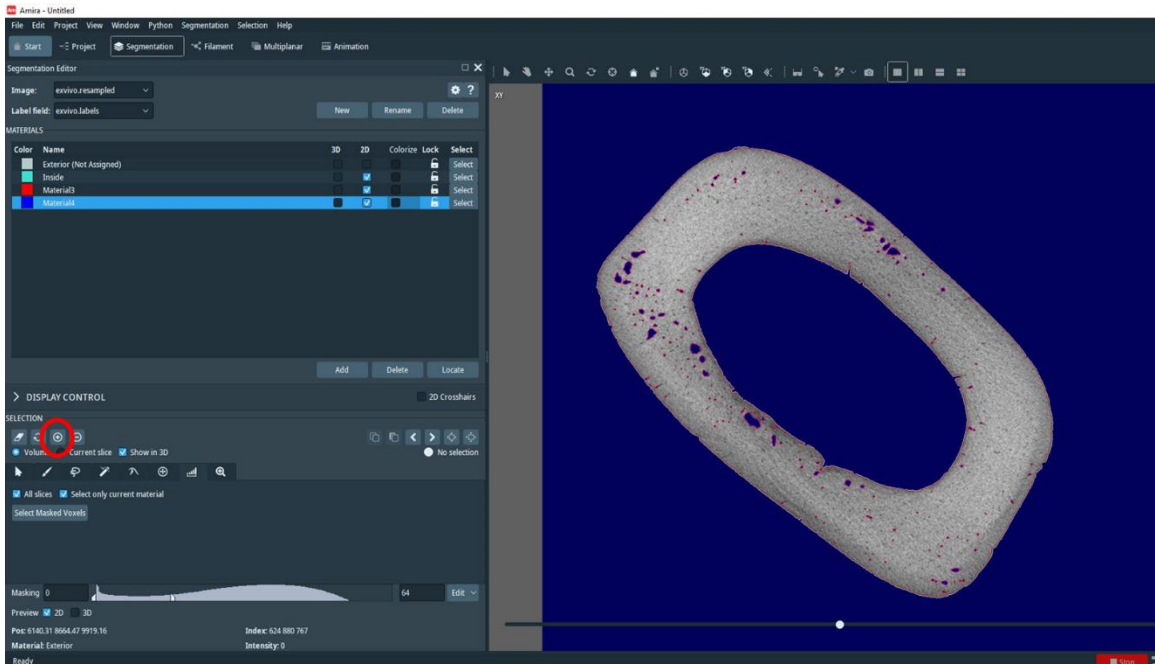 Amira - Untitled
File Edit Project View Window Python Segmentation Selection Help
Start Project Segmentation Filament Multiplanar Animation
Segmentation Editor
Image: exvivo.resampled
Label field: exvivo.labels New Rename Delete
XY
MATERIALS
Color Name 3D 2D Colorize Lock Select
Exterior (Not Assigned) Select
Inside Select
Material3 Select
Material4 Select
Add Delete Locate
DISPLAY CONTROL 2D Crosshairs
SELECTION
Volume Current slice Show in 3D No selection
All slices Select only current material
Select Masked Voxels
Masking 0 64 Edit
Preview 2D 3D
Pos: 6140.31 8664.47 9919.16 Index: 624 880 767
Material: Exterior Intensity: 0
Ready Stop